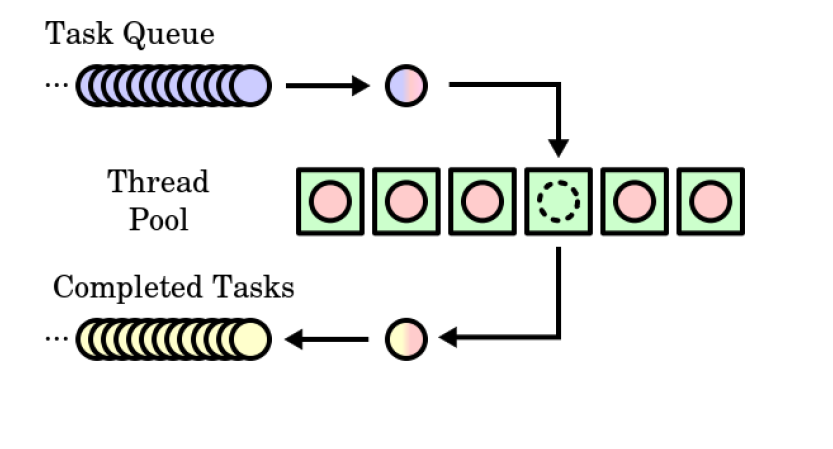 Task Queue
...
Thread
Pool
Completed Tasks
...